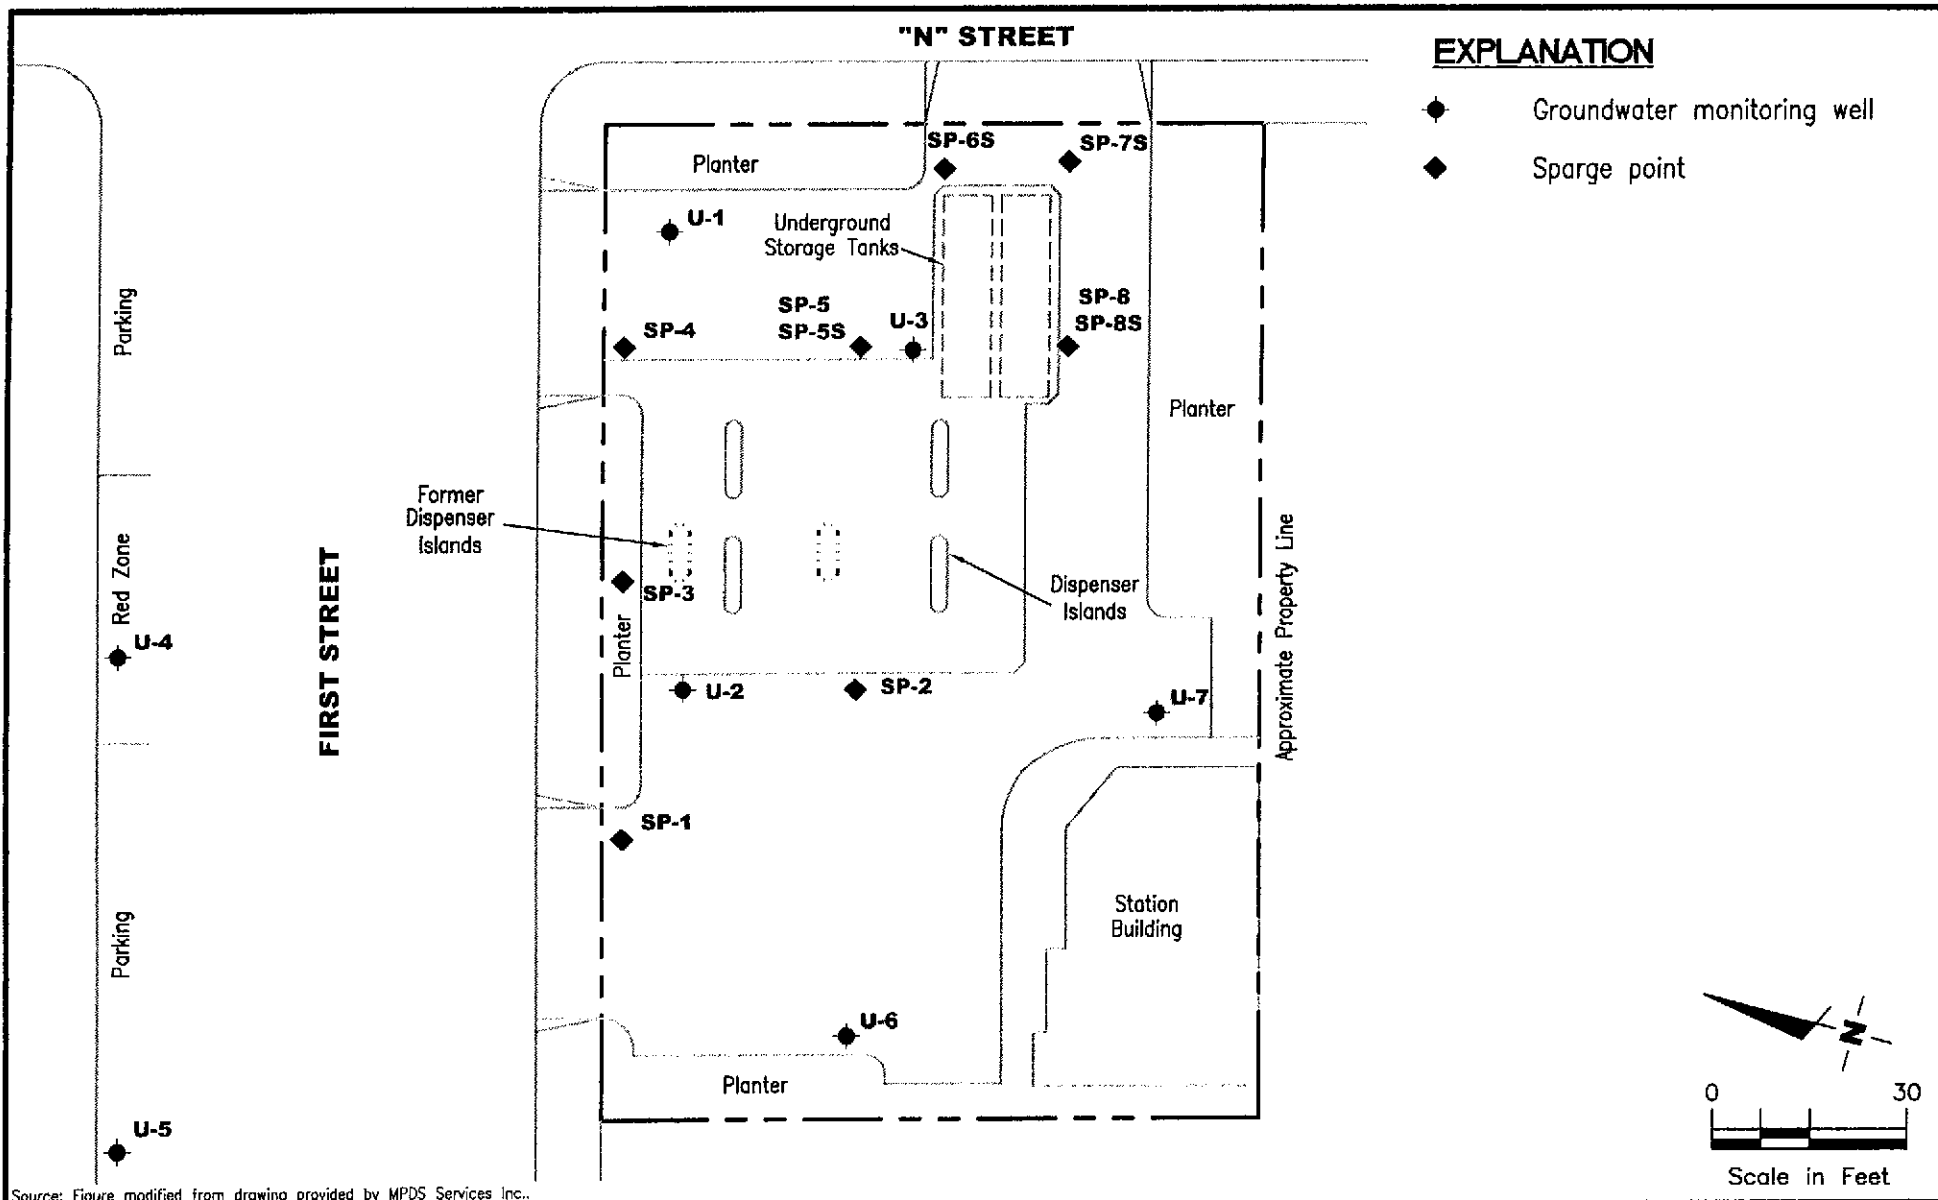 "N" STREET
EXPLANATION
Groundwater monitoring well
Sparge point
SP-6S
SP-7S
Planter
U-1
Underground
Storage Tanks
Parking
SP-4
SP-5
SP-5S
U-3
SP-8
SP-8S
Planter
Former
Dispenser
Islands
Red Zone
FIRST STREET
SP-3
Planter
Dispenser
Islands
Approximate Property Line
U-4
U-2
SP-2
U-7
SP-1
Parking
Station
Building
U-6
Planter
U-5
N
0 30
Scale in Feet
Source: Figure modified from drawing provided by MPDS Services Inc..